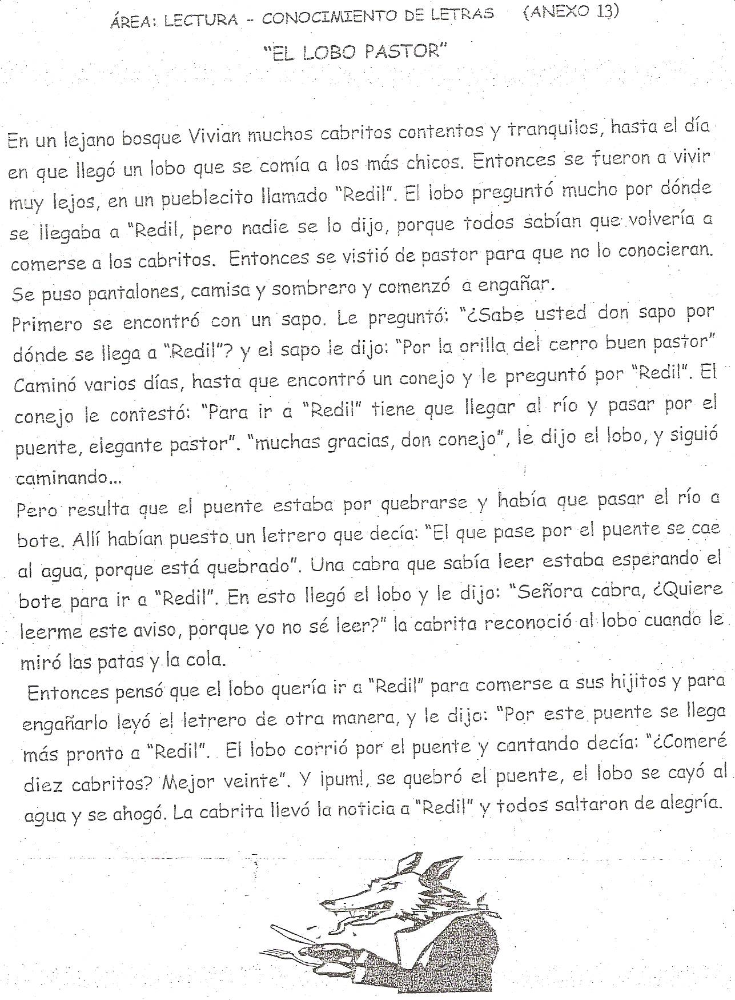 ÁREA: LECTURA - CONOCIMIENTO DE LETRAS (ANEXO 13)
"EL LOBO PASTOR"
En un lejano bosque Vivian muchos cabritos contentos y tranquilos, hasta el día
en que llegó un lobo que se comía a los más chicos. Entonces se fueron a vivir
muy lejos, en un pueblecito llamado "Redil". El lobo preguntó mucho por dónde
se llegaba a "Redil, pero nadie se lo dijo, porque todos sabían que volvería a
comerse a los cabritos. Entonces se vistió de pastor para que no lo conocieran.
Se puso pantalones, camisa y sombrero y comenzó a engañar.
Primero se encontró con un sapo. Le preguntó: "¿Sabe usted don sapo por
dónde se llega a "Redil"? y el sapo le dijo: "Por la orilla del cerro buen pastor"
Caminó varios días, hasta que encontró un conejo y le preguntó por "Redil". El
conejo le contestó: "Para ir a "Redil" tiene que llegar al río y pasar por el
puente, elegante pastor". "muchas gracias, don conejo", le dijo el lobo, y siguió
caminando...
Pero resulta que el puente estaba por quebrarse y había que pasar el río a
bote. Allí habían puesto un letrero que decía: "El que pase por el puente se cae
al agua, porque está quebrado". Una cabra que sabía leer estaba esperando el
bote para ir a "Redil". En esto llegó el lobo y le dijo: "Señora cabra, ¿Quiere
leerme este aviso, porque yo no sé leer?" la cabrita reconoció al lobo cuando le
miró las patas y la cola.
Entonces pensó que el lobo quería ir a "Redil" para comerse a sus hijitos y para
engañarlo leyó el letrero de otra manera, y le dijo: "Por este puente se llega
más pronto a "Redil". El lobo corrió por el puente y cantando decía: "¿Comeré
diez cabritos? Mejor veinte". Y ¡pum!, se quebró el puente, el lobo se cayó al
agua y se ahogó. La cabrita llevó la noticia a "Redil" y todos saltaron de alegría.